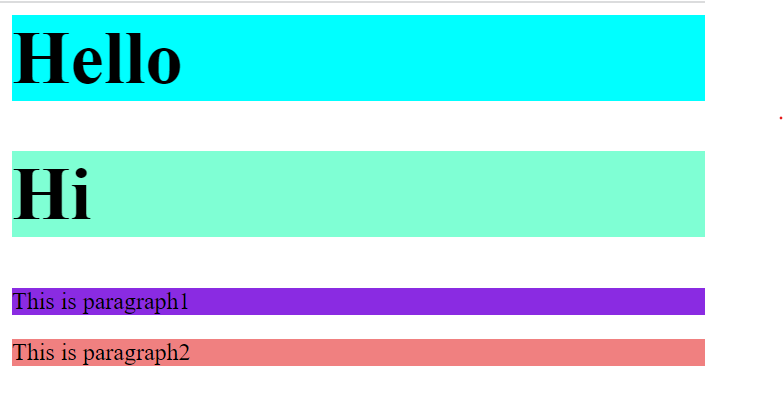 Hello
Hi
This is paragraph1
This is paragraph2